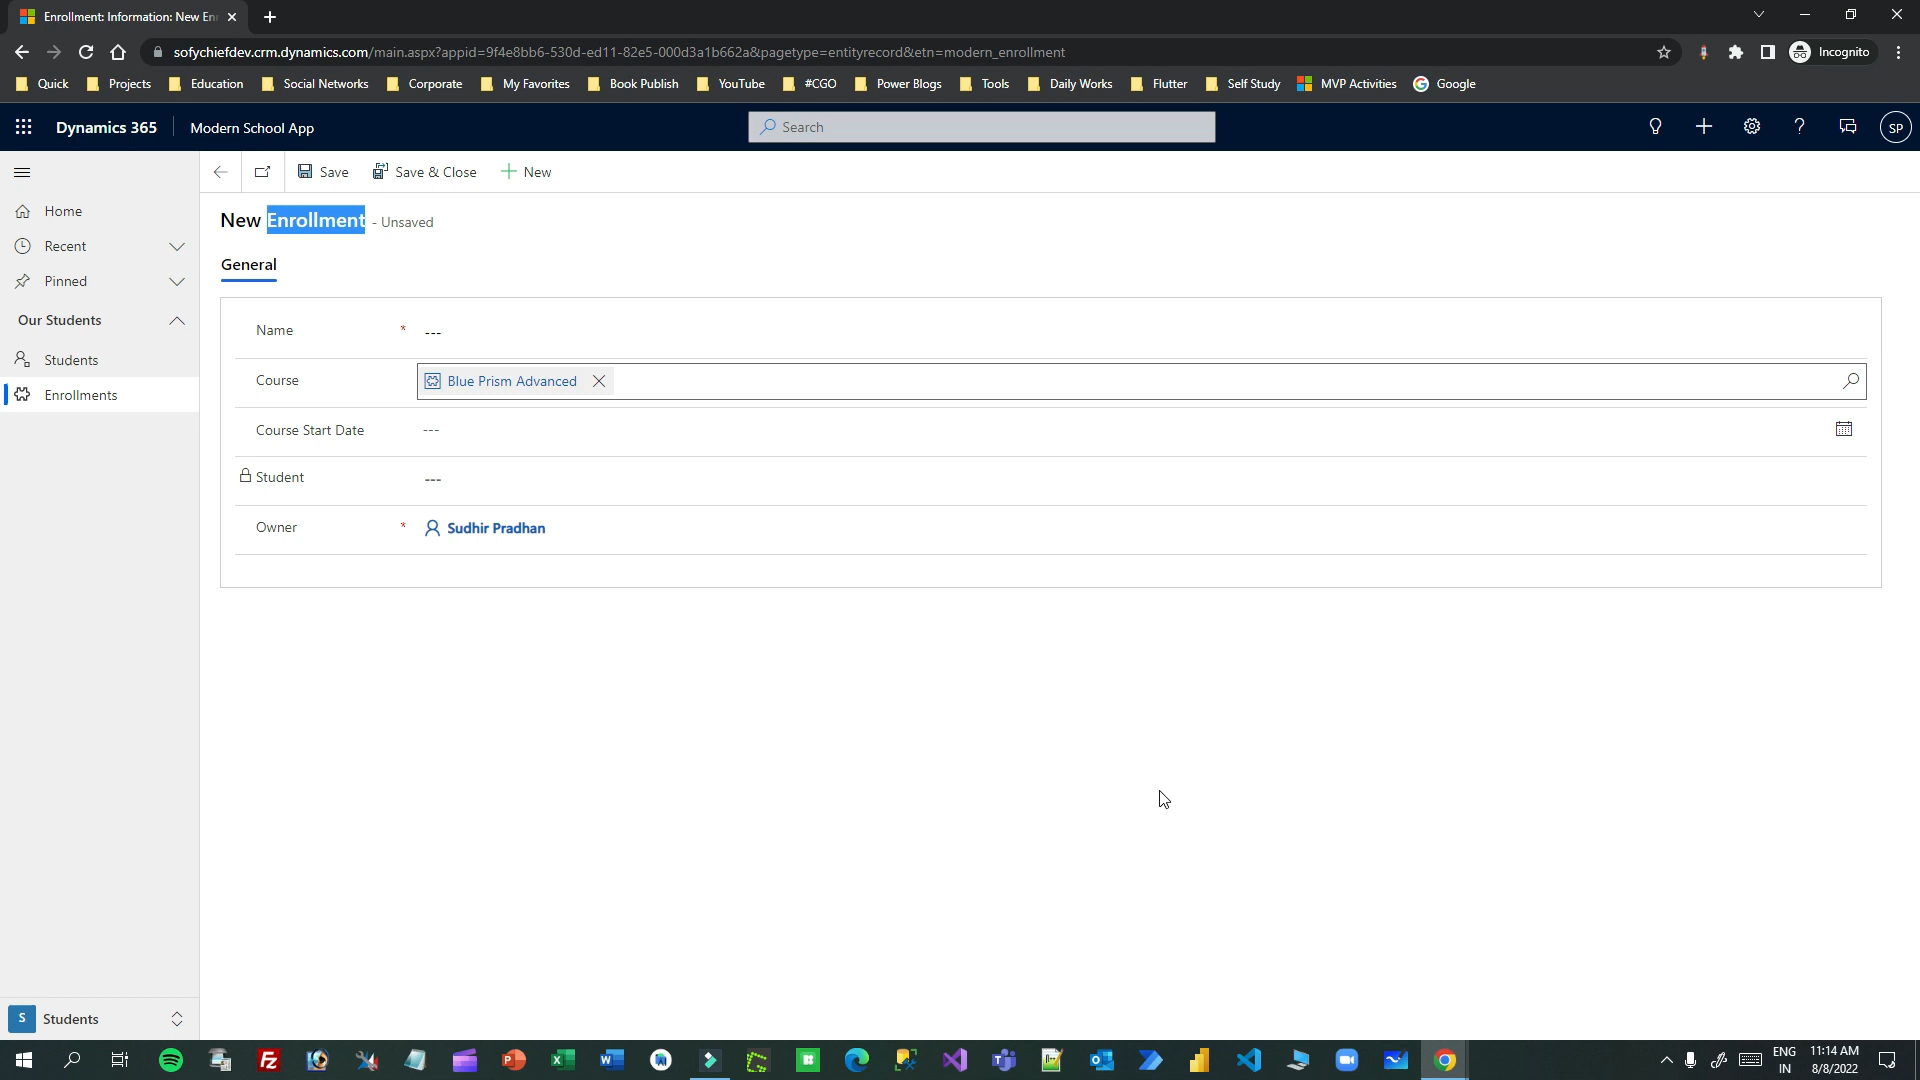 Enrollment: Information: New En
sofychiefdev.crm.dynamics.com/main.aspx?appid=9f4e8bb6-530d-ed11-82e5-000d3a1b662a&pagetype=entityrecord&etn=modern_enrollment
Incognito
Quick Projects Education Social Networks Corporate My Favorites Book Publish YouTube #CGO Power Blogs Tools Daily Works Flutter Self Study MVP Activities Google
Dynamics 365 Modern School App Search SP
Save Save & Close New
Home
Recent
Pinned
Our Students
Students
Enrollments
New Enrollment - Unsaved
General
Name * ---
Course Blue Prism Advanced
Course Start Date ---
Student ---
Owner * Sudhir Pradhan
S Students
ENG 11:14 AM
IN 8/8/2022